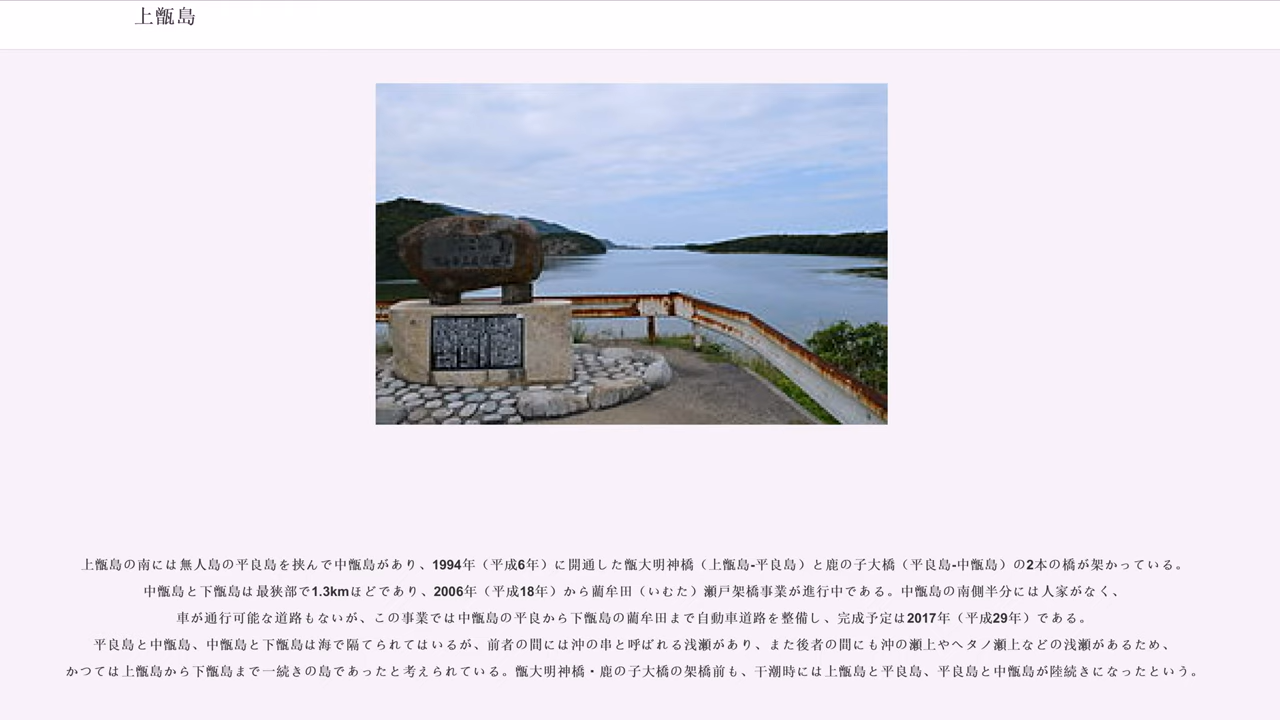 上甑島
上甑島の南には無人島の平良島を挟んで中甑島があり、1994年（平成6年）に開通した甑大明神橋（上甑島-平良島）と鹿の子大橋（平良島-中甑島）の2本の橋が架かっている。
中甑島と下甑島は最狭部で1.3kmほどであり、2006年（平成18年）から藺牟田（いむた）瀬戸架橋事業が進行中である。中甑島の南側半分には人家がなく、
車が通行可能な道路もないが、この事業では中甑島の平良から下甑島の藺牟田まで自動車道路を整備し、完成予定は2017年（平成29年）である。
平良島と中甑島、中甑島と下甑島は海で隔てられてはいるが、前者の間には沖の串と呼ばれる浅瀬があり、また後者の間にも沖の瀬上やヘタノ瀬上などの浅瀬があるため、
かつては上甑島から下甑島まで一続きの島であったと考えられている。甑大明神橋・鹿の子大橋の架橋前も、干潮時には上甑島と平良島、平良島と中甑島が陸続きになったという。